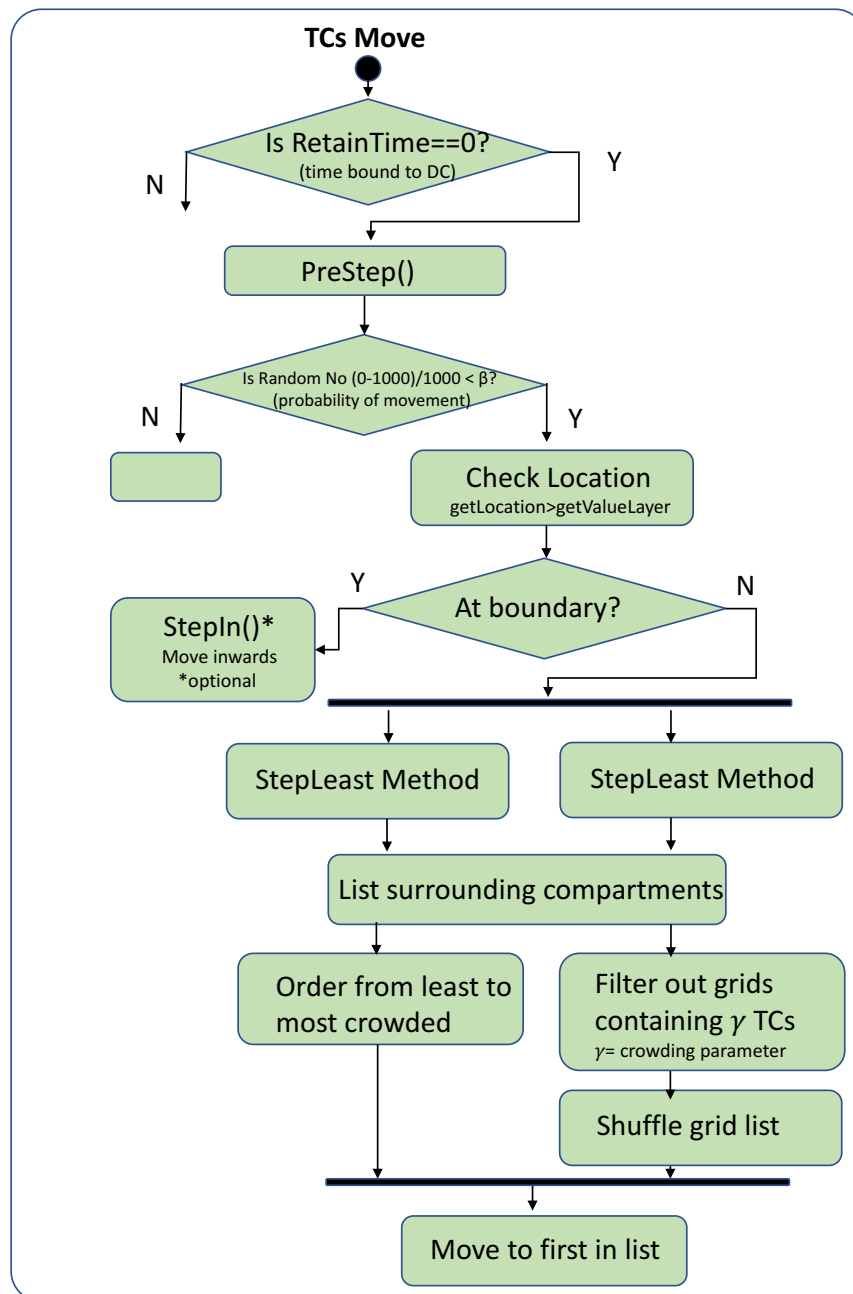 TCs Move
Is RetainTime==0?
(time bound to DC)
N
Y
PreStep()
Is Random No (0-1000)/1000 < β?
(probability of movement)
N
Y
Check Location
getLocation>getValueLayer
Y
N
At boundary?
StepIn()*
Move inwards
*optional
StepLeast Method
StepLeast Method
List surrounding compartments
Order from least to
most crowded
Filter out grids
containing γ TCs
γ= crowding parameter
Shuffle grid list
Move to first in list